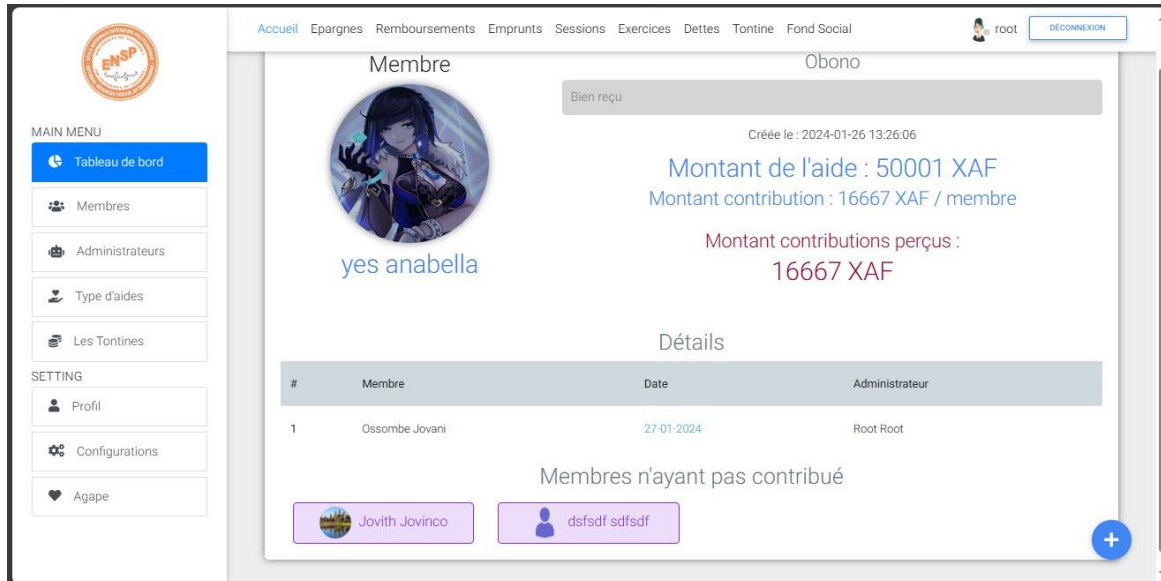 Accueil Epargnes Remboursements Emprunts Sessions Exercices Dettes Tontine Fond Social root DÉCONNEXION
ENSP
MAIN MENU
Tableau de bord
Membres
Administrateurs
Type d'aides
Les Tontines
SETTING
Profil
Configurations
Agape
Membre
yes anabella
Obono
Bien reçu
Créée le : 2024-01-26 13:26:06
Montant de l'aide : 50001 XAF
Montant contribution : 16667 XAF / membre
Montant contributions perçus :
16667 XAF
Détails
# Membre Date Administrateur
1 Ossombe Jovani 27-01-2024 Root Root
Membres n'ayant pas contribué
Jovith Jovinco dsfsdf sdfsdf
+